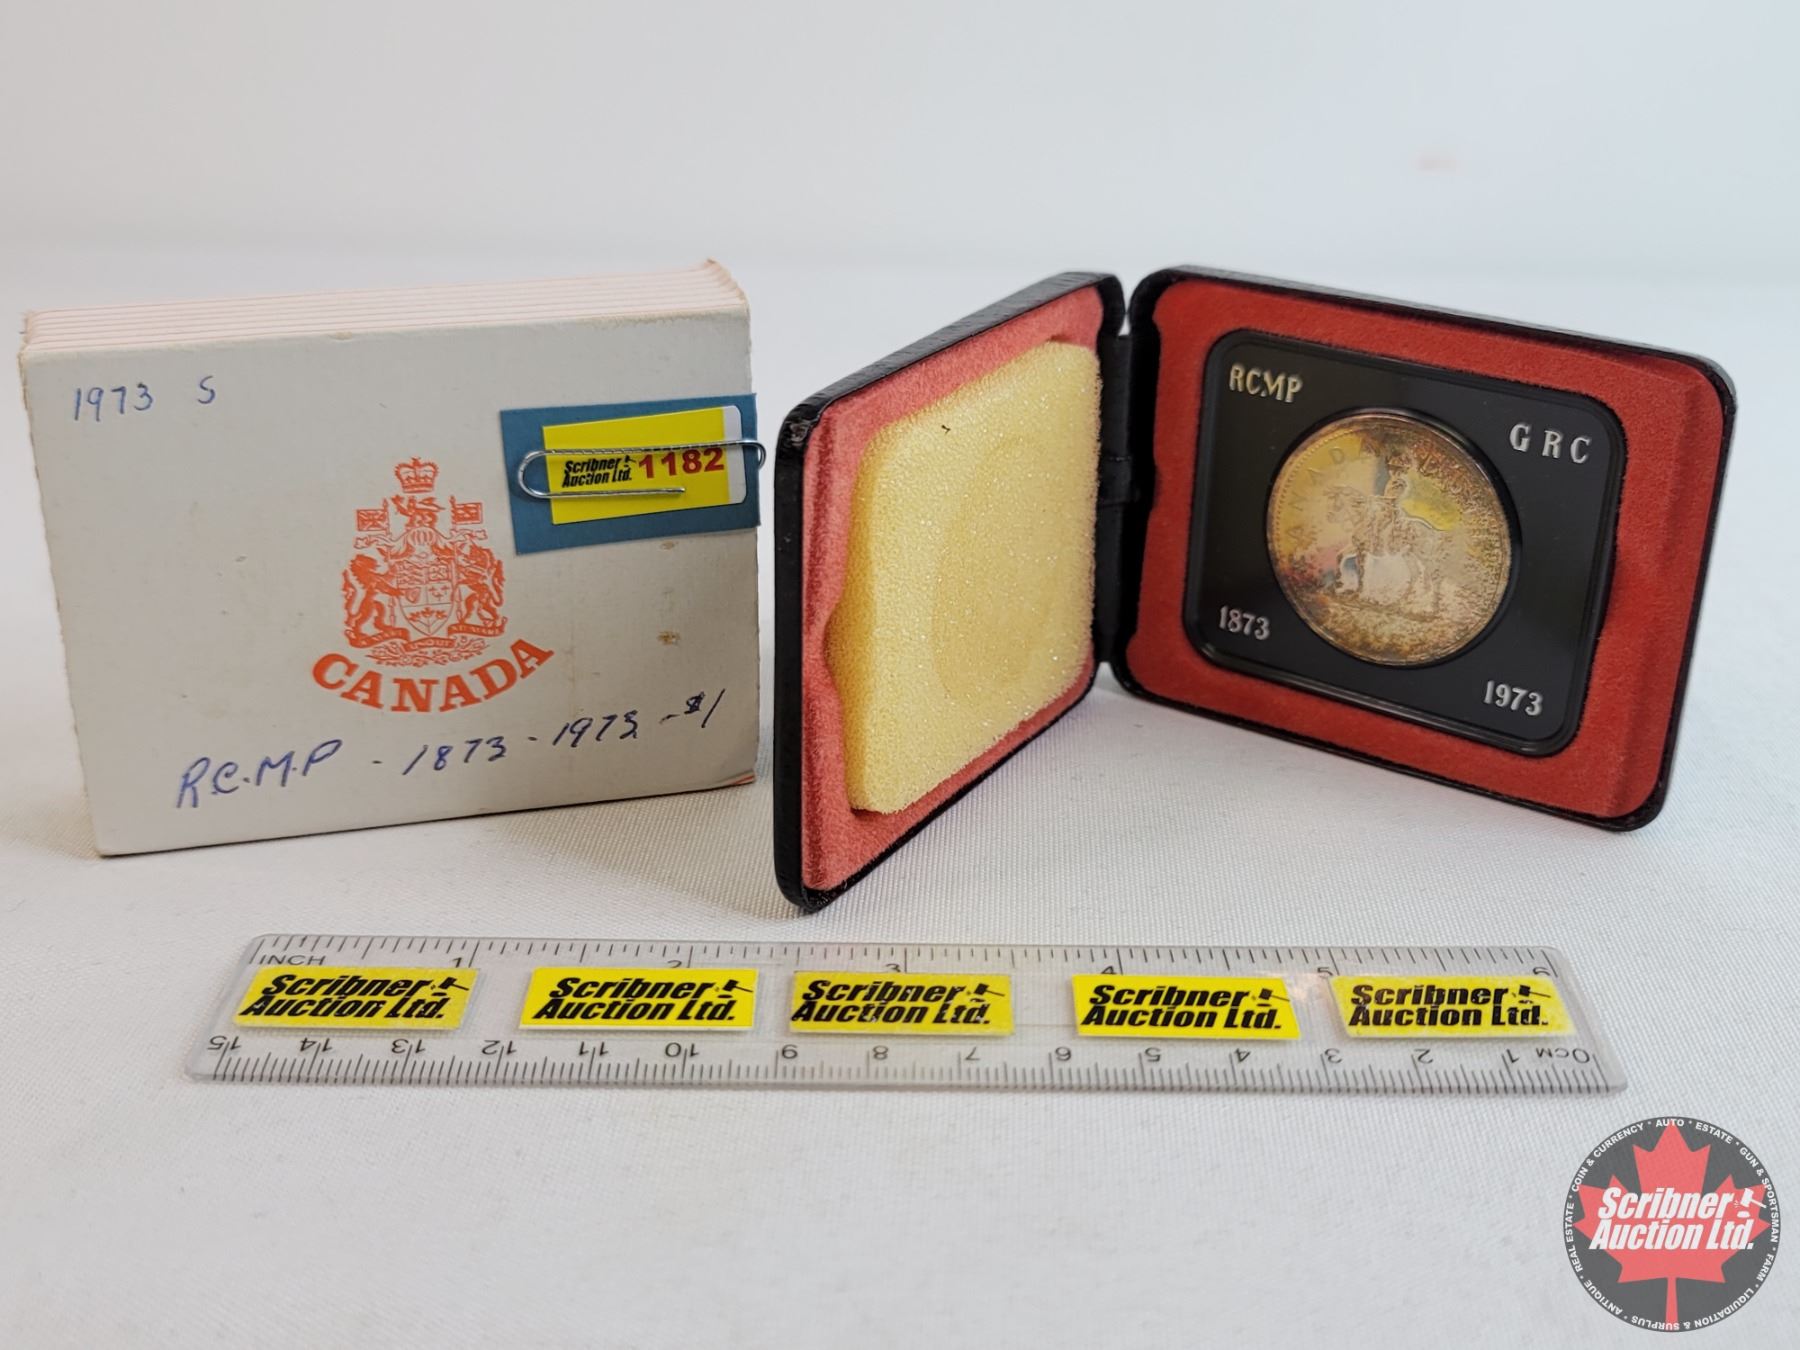 1973 S
Scribner
Auction Ltd.
1182
CANADA
R.C.M.P - 1873 - 1973 - $1
RCMP
GRC
CANADA
1873
1973
INCH 1 2 3 4 5 6
Scribner
Auction Ltd.
Scribner
Auction Ltd.
Scribner
Auction Ltd.
Scribner
Auction Ltd.
Scribner
Auction Ltd.
15 14 13 12 11 10 9 8 7 6 5 4 3 2 1 0 CM
COIN & CURRENCY * AUTO * ESTATE * GUN & SPORTSMAN * FARM * LIQUIDATION & SURPLUS * ANTIQUE * REAL ESTATE *
Scribner
Auction Ltd.